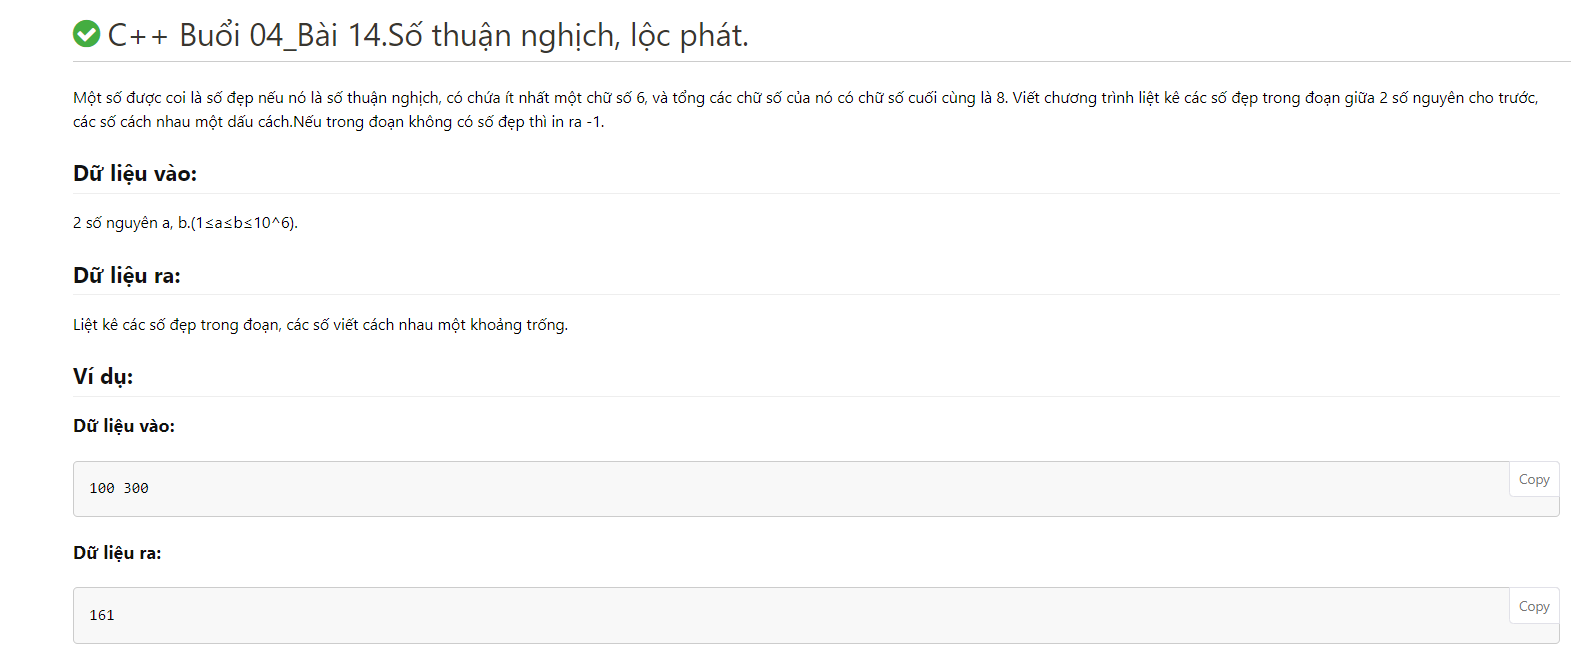 C++ Buổi 04_Bài 14.Số thuận nghịch, lộc phát.
Một số được coi là số đẹp nếu nó là số thuận nghịch, có chứa ít nhất một chữ số 6, và tổng các chữ số của nó có chữ số cuối cùng là 8. Viết chương trình liệt kê các số đẹp trong đoạn giữa 2 số nguyên cho trước,
các số cách nhau một dấu cách.Nếu trong đoạn không có số đẹp thì in ra -1.
Dữ liệu vào:
2 số nguyên a, b.(1≤a≤b≤10^6).
Dữ liệu ra:
Liệt kê các số đẹp trong đoạn, các số viết cách nhau một khoảng trống.
Ví dụ:
Dữ liệu vào:
Copy
100 300
Dữ liệu ra:
Copy
161